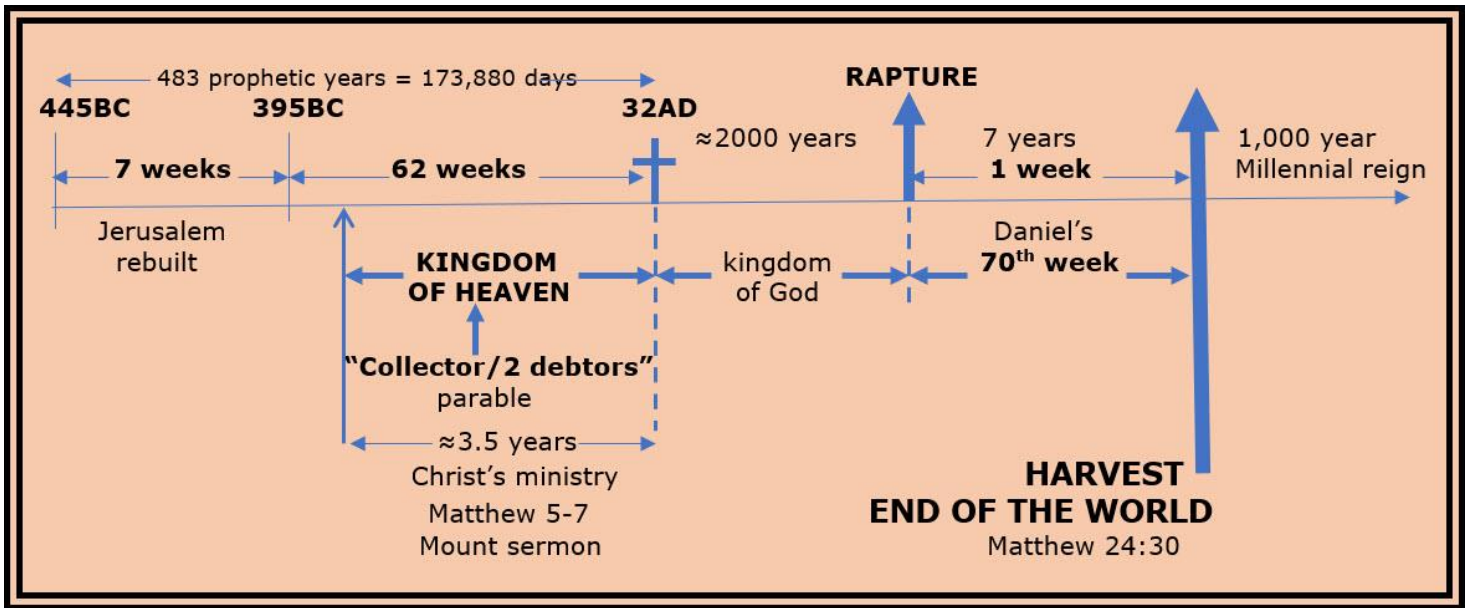 483 prophetic years = 173,880 days
RAPTURE
445BC 395BC 32AD
≈2000 years
7 years
1,000 year
7 weeks
62 weeks
1 week
Millennial reign
Jerusalem
rebuilt
KINGDOM
OF HEAVEN
kingdom
of God
Daniel’s
70th week
“Collector/2 debtors”
parable
≈3.5 years
Christ’s ministry
Matthew 5-7
Mount sermon
HARVEST
END OF THE WORLD
Matthew 24:30